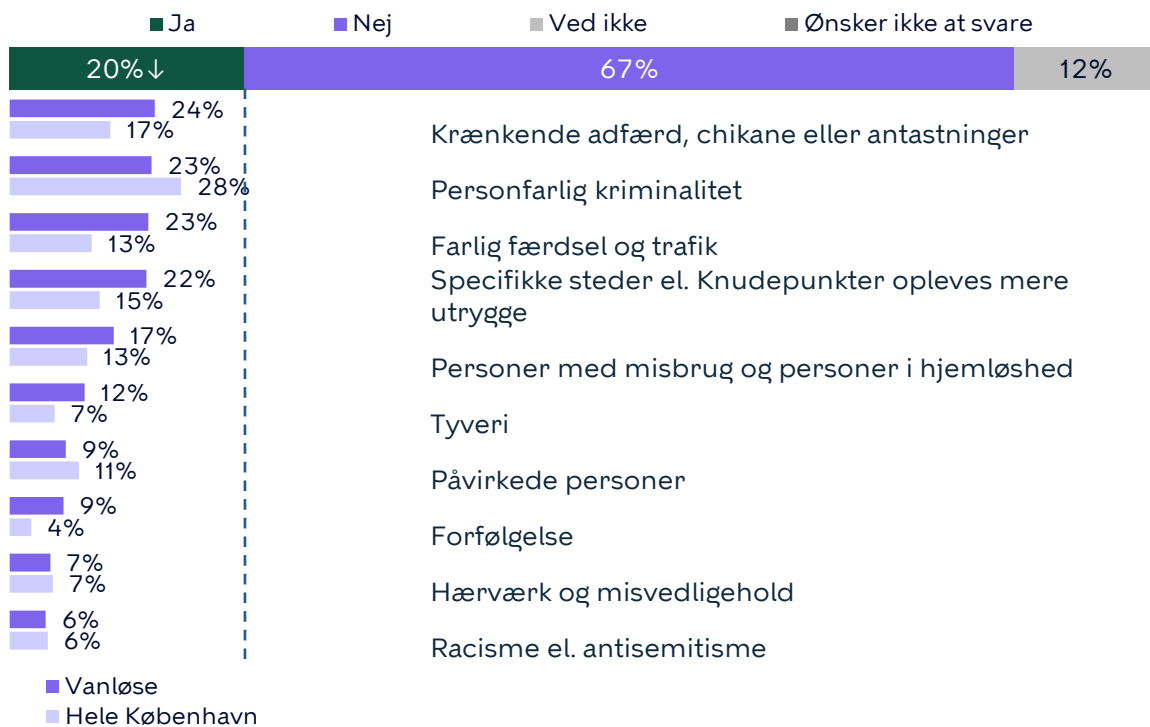 Ja Nej Ved ikke Ønsker ikke at svare
20%↓ 67% 12%
24%
17%
Krænkende adfærd, chikane eller antastninger
23%
28%
Personfarlig kriminalitet
23%
13%
Farlig færdsel og trafik
22%
15%
Specifikke steder el. Knudepunkter opleves mere
utrygge
17%
13%
Personer med misbrug og personer i hjemløshed
12%
7%
Tyveri
9%
11%
Påvirkede personer
9%
4%
Forfølgelse
7%
7%
Hærværk og misvedligehold
6%
6%
Racisme el. antisemitisme
Vanløse
Hele København